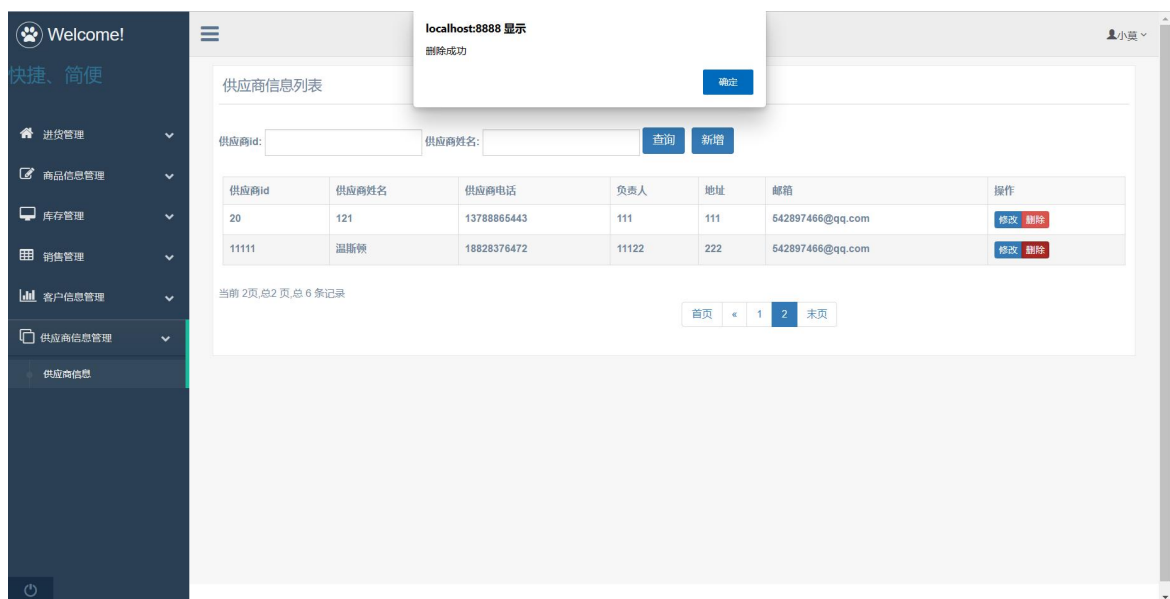 Welcome!
快捷、简便
进货管理
商品信息管理
库存管理
销售管理
客户信息管理
供应商信息管理
供应商信息
localhost:8888 显示
删除成功
确定
小莫
供应商信息列表
供应商id: 供应商姓名: 查询 新增
供应商id 供应商姓名 供应商电话 负责人 地址 邮箱 操作
20 121 13788865443 111 111 542897466@qq.com 修改 删除
11111 温斯顿 18828376472 11122 222 542897466@qq.com 修改 删除
当前 2页,总2 页,总 6 条记录
首页 « 1 2 末页